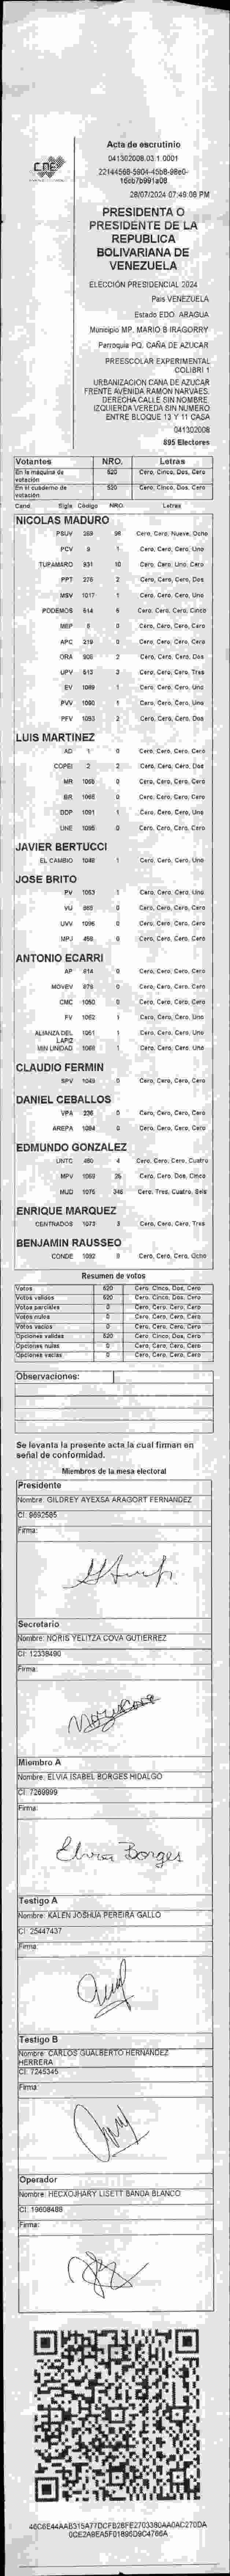 CNE
Acta de escrutinio
041302008.03.1.0001
28/07/2024 07:49:08 PM
PRESIDENTA O
PRESIDENTE DE LA
REPUBLICA
BOLIVARIANA DE
VENEZUELA
ELECCIÓN PRESIDENCIAL 2024
Pais VENEZUELA
Estado EDO. ARAGUA
Municipio MP. MARIO B IRAGORRY
Parroquia PQ. CAÑA DE AZUCAR
PREESCOLAR EXPERIMENTAL
COLIBRI 1
URBANIZACION CANA DE AZUCAR
FRENTE AVENIDA RAMON NARVAES.
DERECHA CALLE SIN NOMBRE.
IZQUIERDA VEREDA SIN NUMERO
ENTRE BLOQUE 13 Y 11 CASA
041302008
895 Electores
Votantes NRO. Letras
En la máquina de votación 520 Cero, Cinco, Dos, Cero
En el cuaderno de votación 520 Cero, Cinco, Dos, Cero
Cand. Sigla Código NRO. Letras
NICOLAS MADURO
PSUV 269 98 Cero, Cero, Nueve, Ocho
PCV 9 1 Cero, Cero, Cero, Uno
TUPAMARO 931 10 Cero, Cero, Uno, Cero
PPT 276 2 Cero, Cero, Cero, Dos
MSV 1017 1 Cero, Cero, Cero, Uno
PODEMOS 614 Cero, Cero, Cero, Cinco
MEP 6 0 Cero, Cero, Cero, Cero
APC 219 0 Cero, Cero, Cero, Cero
ORA 906 2 Cero, Cero, Cero, Dos
UPV 513 3 Cero, Cero, Cero, Tres
EV 1089 1 Cero, Cero, Cero, Uno
PVV 1090 1 Cero, Cero, Cero, Uno
PFV 1093 2 Cero, Cero, Cero, Dos
LUIS MARTINEZ
AD 1 0 Cero, Cero, Cero, Cero
COPEI 2 2 Cero, Cero, Cero, Dos
MR 1065 0 Cero, Cero, Cero, Cero
BR 1066 0 Cero, Cero, Cero, Cero
DDP 1091 1 Cero, Cero, Cero, Uno
UNE 1095 0 Cero, Cero, Cero, Cero
JAVIER BERTUCCI
EL CAMBIO 1048 1 Cero, Cero, Cero, Uno
JOSE BRITO
PV 1053 1 Cero, Cero, Cero, Uno
VU 965 0 Cero, Cero, Cero, Cero
UVV 1096 0 Cero, Cero, Cero, Cero
MPJ 458 0 Cero, Cero, Cero, Cero
ANTONIO ECARRI
AP 814 0 Cero, Cero, Cero, Cero
MOVEV 878 0 Cero, Cero, Cero, Cero
CMC 1050 0 Cero, Cero, Cero, Cero
FV 1062 1 Cero, Cero, Cero, Uno
ALIANZA DEL LAPIZ 1061 1 Cero, Cero, Cero, Uno
MIN UNIDAD 1068 1 Cero, Cero, Cero, Uno
CLAUDIO FERMIN
SPV 1049 0 Cero, Cero, Cero, Cero
DANIEL CEBALLOS
VPA 336 0 Cero, Cero, Cero, Cero
AREPA 1084 0 Cero, Cero, Cero, Cero
EDMUNDO GONZALEZ
UNTC 460 4 Cero, Cero, Cero, Cuatro
MPV 1069 25 Cero, Cero, Dos, Cinco
MUD 1075 346 Cero, Tres, Cuatro, Seis
ENRIQUE MARQUEZ
CENTRADOS 1073 3 Cero, Cero, Cero, Tres
BENJAMIN RAUSSEO
CONDE 1092 8 Cero, Cero, Cero, Ocho
Resumen de votos
Votos 520 Cero, Cinco, Dos, Cero
Votos válidos 520 Cero, Cinco, Dos, Cero
Votos parciales 0 Cero, Cero, Cero, Cero
Votos nulos 0 Cero, Cero, Cero, Cero
Votos vacíos 0 Cero, Cero, Cero, Cero
Opciones validas 520 Cero, Cinco, Dos, Cero
Opciones nulas 0 Cero, Cero, Cero, Cero
Opciones vacías 0 Cero, Cero, Cero, Cero
Observaciones:
Se levanta la presente acta la cual firman en
señal de conformidad.
Miembros de la mesa electoral
Presidente
Nombre: GILDREY AYEXSA ARAGORT FERNANDEZ
CI: 9692585
Firma:
Secretario
Nombre: NORIS YELITZA COVA GUTIERREZ
CI: 12338490
Firma:
Miembro A
Nombre: ELVIA ISABEL BORGES HIDALGO
CI: 7269999
Firma:
Elvia Borges
Testigo A
Nombre: KALEN JOSHUA PEREIRA GALLO
CI: 25447437
Firma:
Testigo B
Nombre: CARLOS GUALBERTO HERNANDEZ
HERRERA
CI: 7245345
Firma:
Operador
Nombre: HECXOJHARY LISETT BANDA BLANCO
CI: 19608488
Firma: